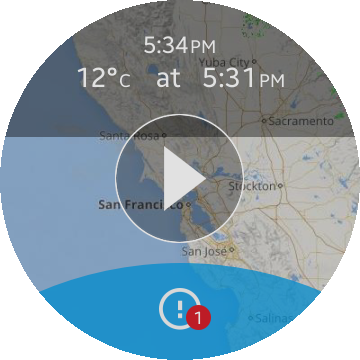 5:34PM
Yuba City
12°C at 5:31PM
Sacramento
Santa Rosa
Stockton
San Francisco
San José
!
1
Salinas